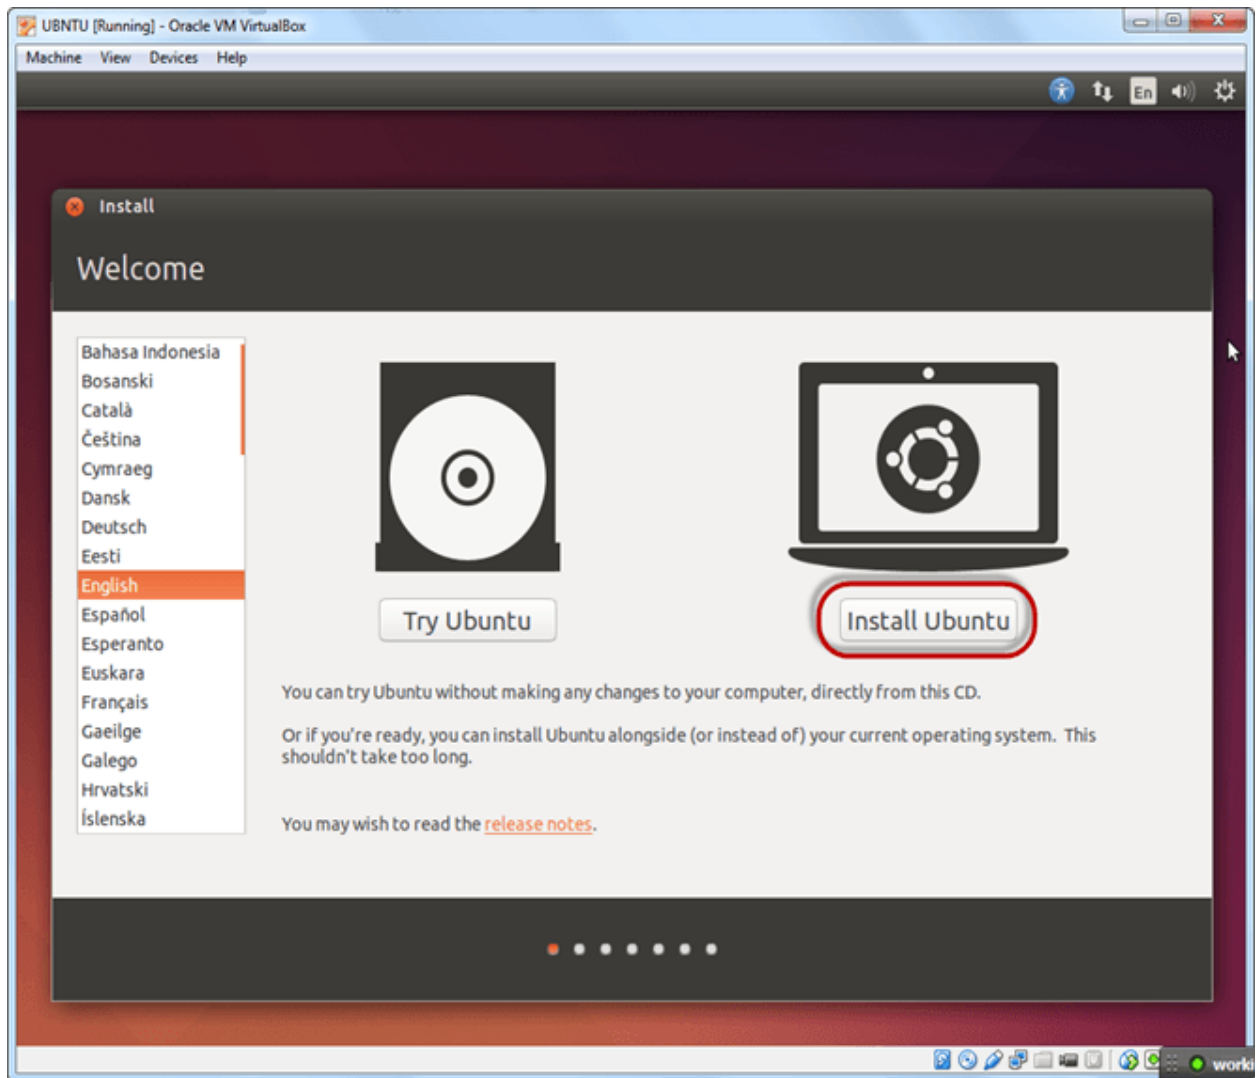 UBNTU [Running] - Oracle VM VirtualBox
Machine View Devices Help
En
Install
Welcome
Bahasa Indonesia
Bosanski
Català
Čeština
Cymraeg
Dansk
Deutsch
Eesti
English
Español
Esperanto
Euskara
Français
Gaeilge
Galego
Hrvatski
Íslenska
Try Ubuntu
Install Ubuntu
You can try Ubuntu without making any changes to your computer, directly from this CD.
Or if you're ready, you can install Ubuntu alongside (or instead of) your current operating system. This
shouldn't take too long.
You may wish to read the release notes.
worki